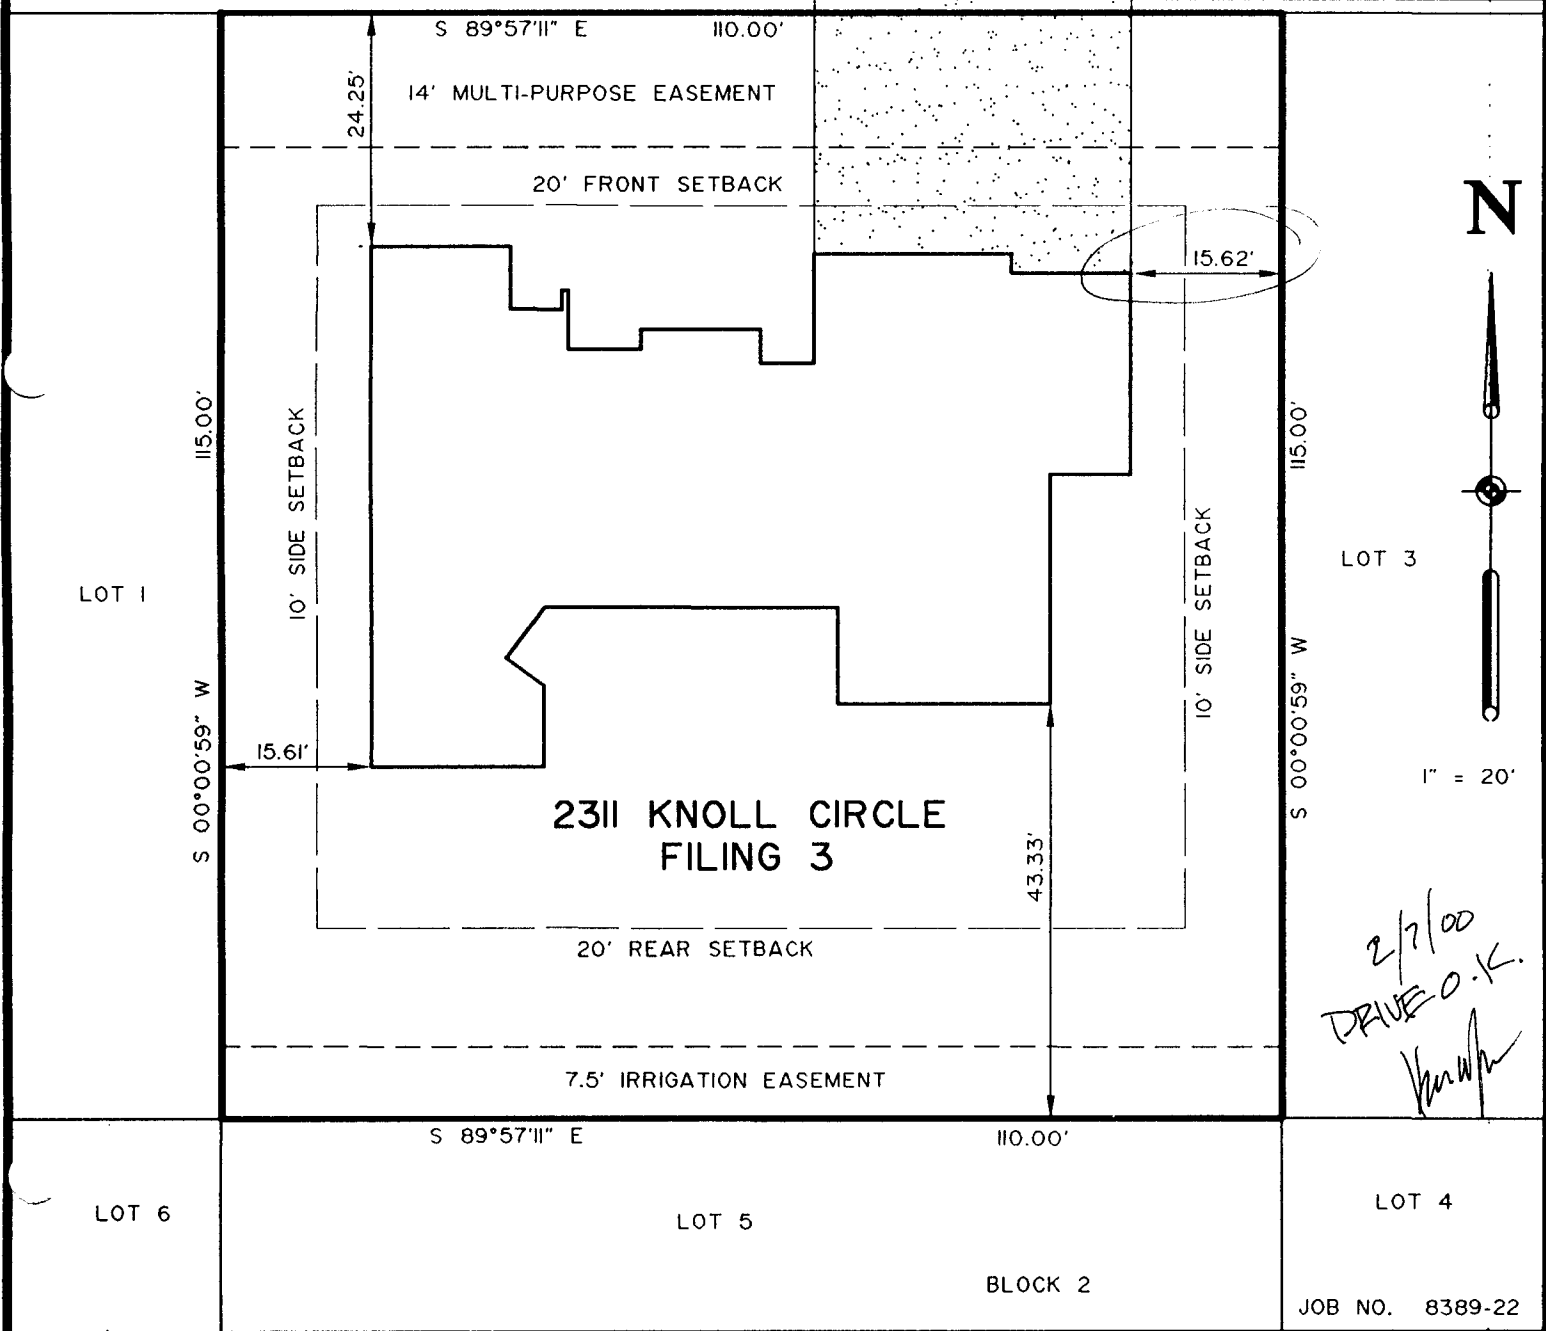 S 89°57'11" E 110.00'
24.25'
14' MULTI-PURPOSE EASEMENT
20' FRONT SETBACK
N
15.62'
115.00'
10' SIDE SETBACK
115.00'
10' SIDE SETBACK
LOT 1
LOT 3
S 00°00'59" W
S 00°00'59" W
15.61'
1" = 20'
2311 KNOLL CIRCLE
FILING 3
43.33'
20' REAR SETBACK
2/7/00
DRIVE O.K.
7.5' IRRIGATION EASEMENT
S 89°57'11" E 110.00'
LOT 6
LOT 5
LOT 4
BLOCK 2
JOB NO. 8389-22